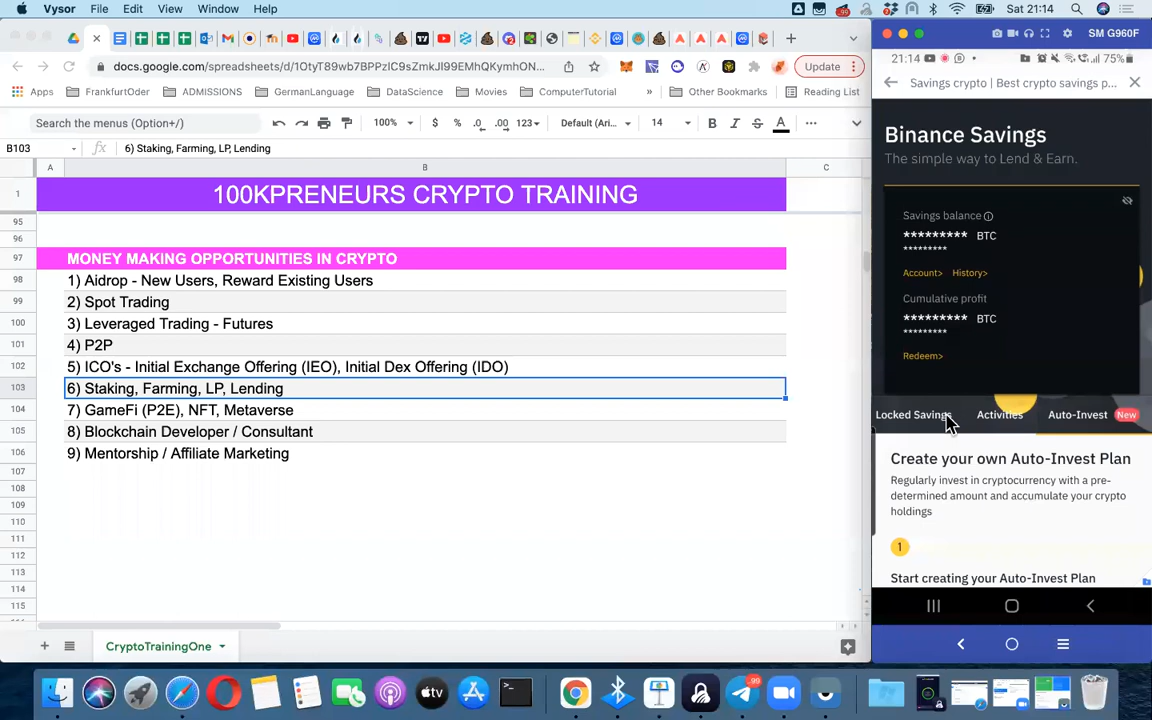 Vysor File Edit View Window Help
.99
Sat 21:14
docs.google.com/spreadsheets/d/1OtyT89wb7BPPzlC9sZmkJI99EMhQKymhON...
Update
Apps FrankfurtOder ADMISSIONS GermanLanguage DataScience Movies ComputerTutorial » Other Bookmarks Reading List
Search the menus (Option+/)
100% $ % .0 .00 123 Default (Ari... 14 B I S A ...
B103 fx 6) Staking, Farming, LP, Lending
A B C
1 100KPRENEURS CRYPTO TRAINING
95
96
97 MONEY MAKiNG OPPORTUNITIES IN CRYPTO
98 1) Aidrop - New Users, Reward Existing Users
99 2) Spot Trading
100 3) Leveraged Trading - Futures
101 4) P2P
102 5) ICO's - Initial Exchange Offering (IEO), Initial Dex Offering (IDO)
103 6) Staking, Farming, LP, Lending
104 7) GameFi (P2E), NFT, Metaverse
105 8) Blockchain Developer / Consultant
106 9) Mentorship / Affiliate Marketing
107
108
109
110
111
112
113
114
115
CryptoTrainingOne
SM G960F
21:14 75%
Savings crypto | Best crypto savings p...
Binance Savings
The simple way to Lend & Earn.
Savings balance
********* BTC
*********
Account> History>
Cumulative profit
********* BTC
*********
Redeem>
Locked Savings Activities Auto-Invest New
Create your own Auto-Invest Plan
Regularly invest in cryptocurrency with a pre-
determined amount and accumulate your crypto
holdings
1
Start creating your Auto-Invest Plan
tv
.99